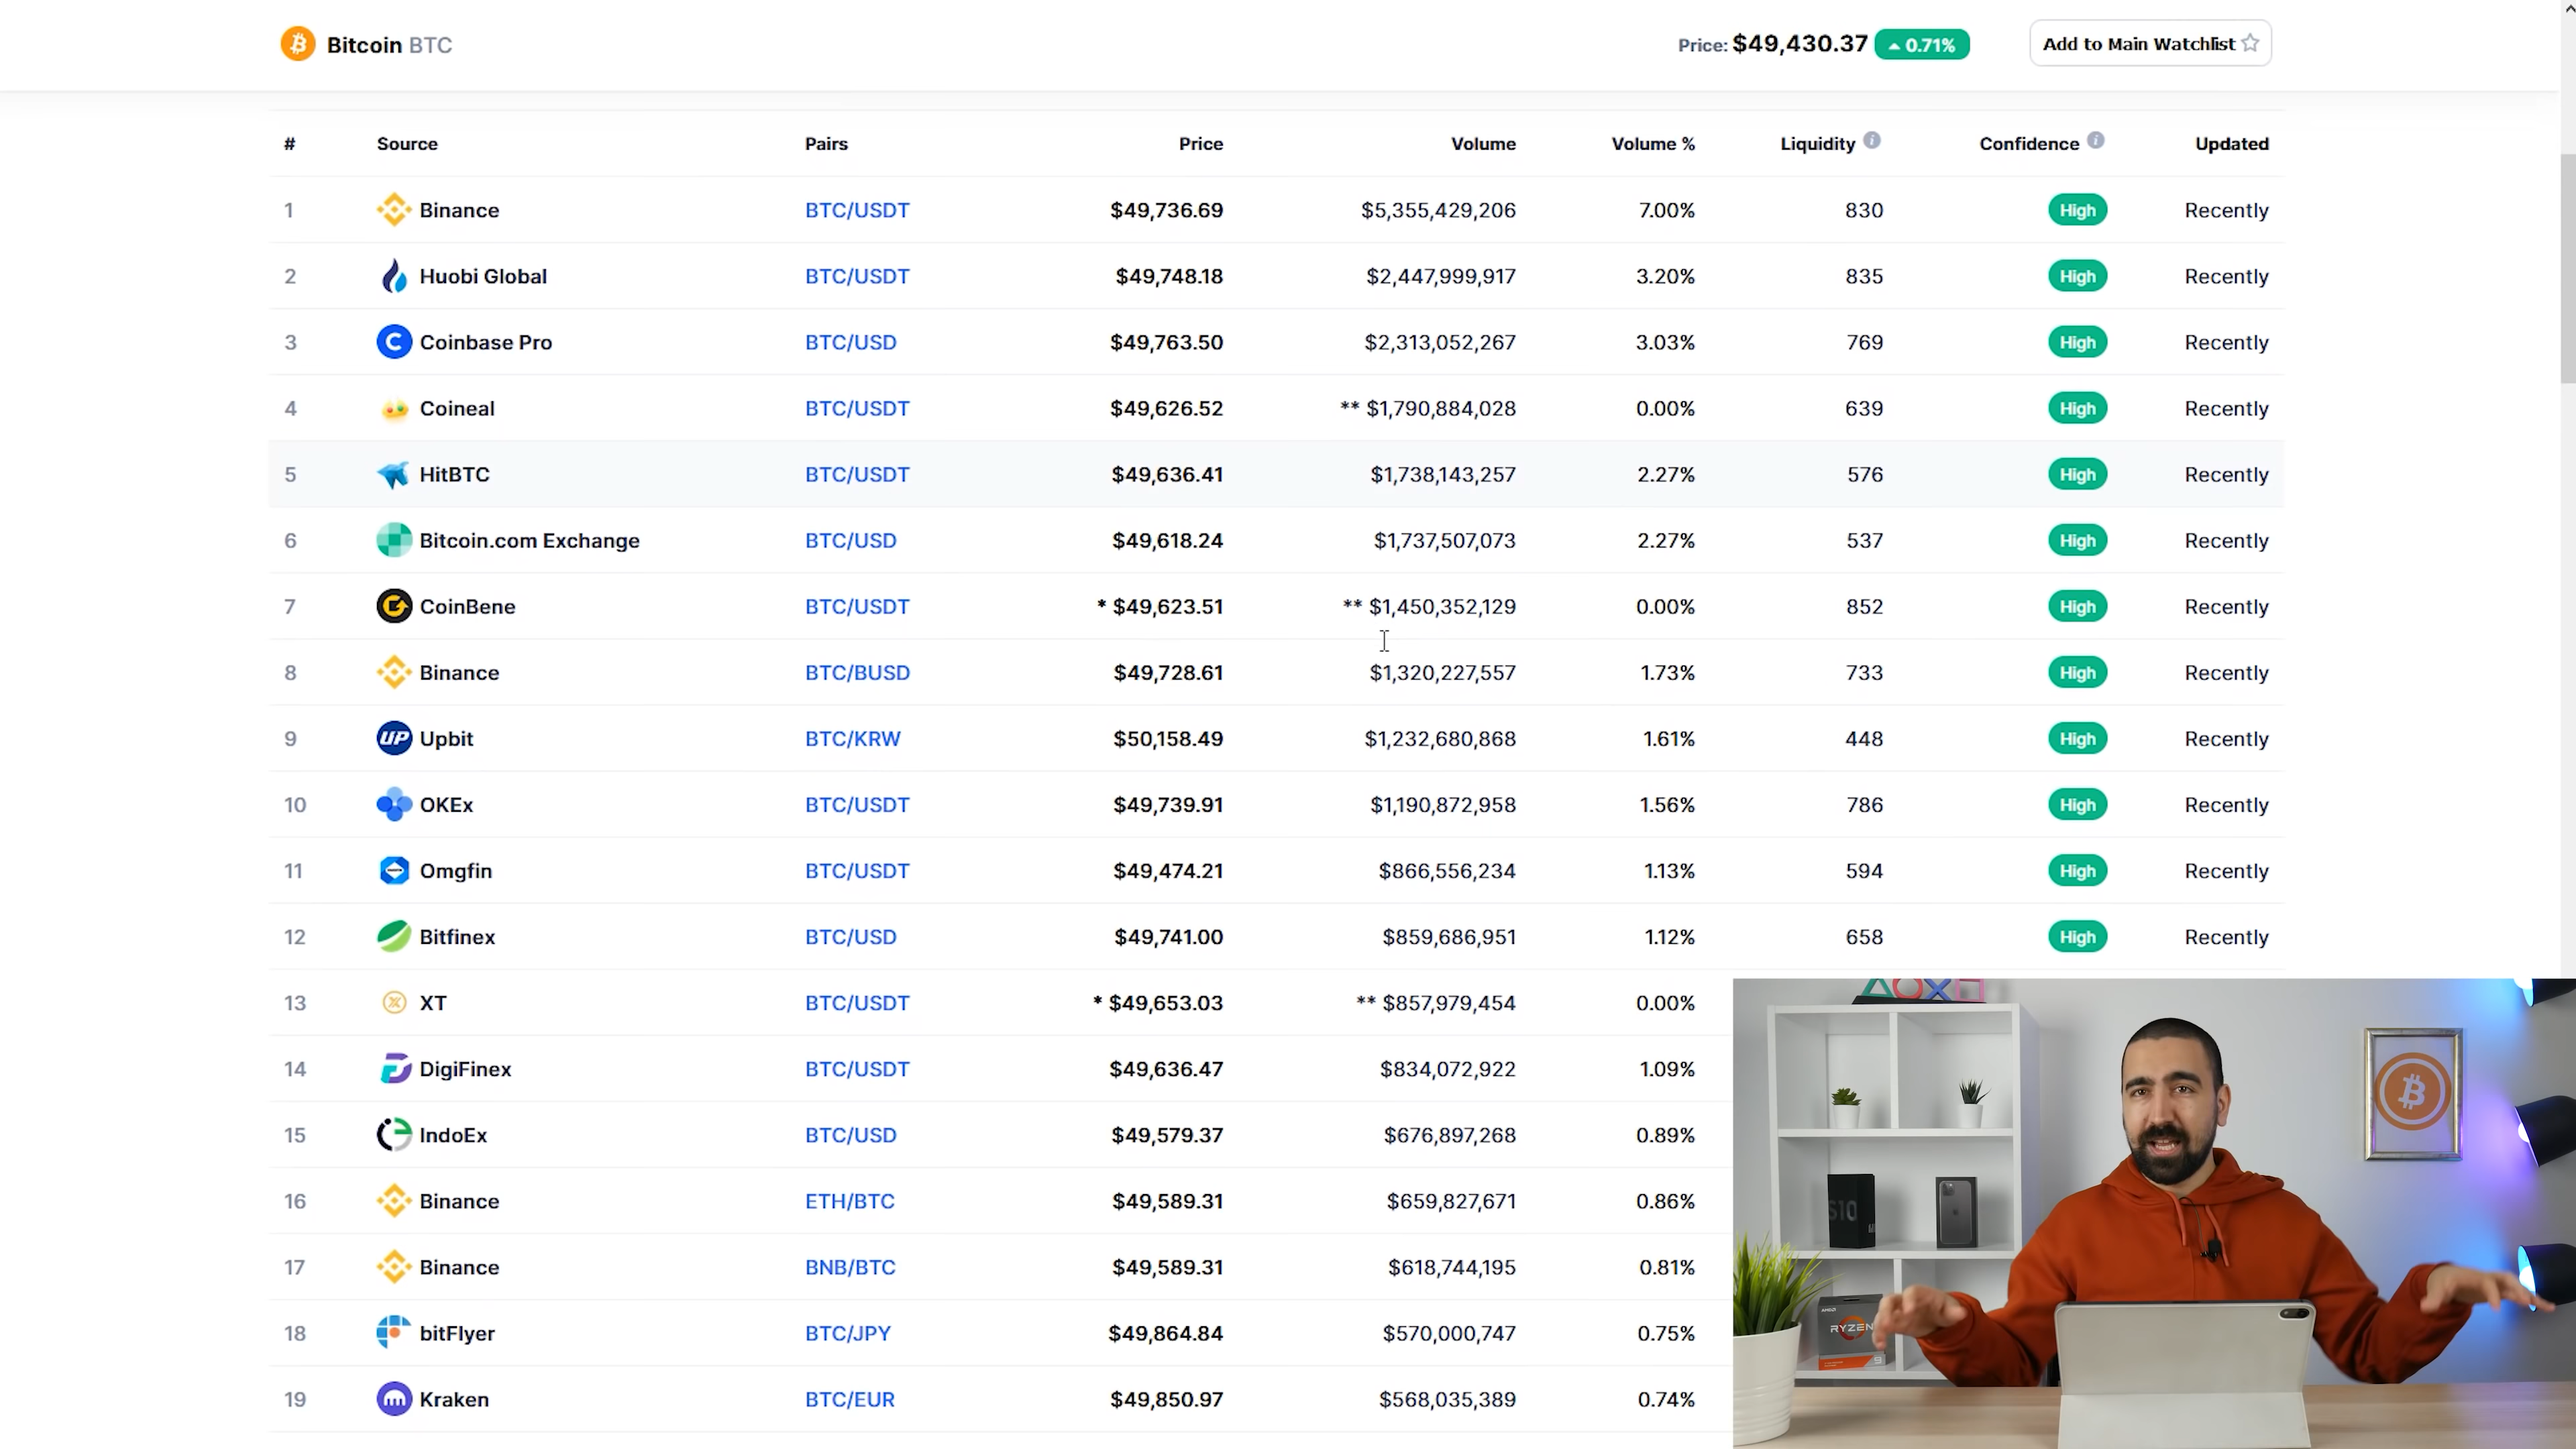 Bitcoin BTC Price: $49,430.37 0.71% Add to Main Watchlist
# Source Pairs Price Volume Volume % Liquidity Confidence Updated
1 Binance BTC/USDT $49,736.69 $5,355,429,206 7.00% 830 High Recently
2 Huobi Global BTC/USDT $49,748.18 $2,447,999,917 3.20% 835 High Recently
3 Coinbase Pro BTC/USD $49,763.50 $2,313,052,267 3.03% 769 High Recently
4 Coineal BTC/USDT $49,626.52 ** $1,790,884,028 0.00% 639 High Recently
5 HitBTC BTC/USDT $49,636.41 $1,738,143,257 2.27% 576 High Recently
6 Bitcoin.com Exchange BTC/USD $49,618.24 $1,737,507,073 2.27% 537 High Recently
7 CoinBene BTC/USDT * $49,623.51 ** $1,450,352,129 0.00% 852 High Recently
8 Binance BTC/BUSD $49,728.61 $1,320,227,557 1.73% 733 High Recently
9 UP Upbit BTC/KRW $50,158.49 $1,232,680,868 1.61% 448 High Recently
10 OKEx BTC/USDT $49,739.91 $1,190,872,958 1.56% 786 High Recently
11 Omgfin BTC/USDT $49,474.21 $866,556,234 1.13% 594 High Recently
12 Bitfinex BTC/USD $49,741.00 $859,686,951 1.12% 658 High Recently
13 XT BTC/USDT * $49,653.03 ** $857,979,454 0.00%
14 DigiFinex BTC/USDT $49,636.47 $834,072,922 1.09%
15 IndoEx BTC/USD $49,579.37 $676,897,268 0.89%
16 Binance ETH/BTC $49,589.31 $659,827,671 0.86%
17 Binance BNB/BTC $49,589.31 $618,744,195 0.81%
18 bitFlyer BTC/JPY $49,864.84 $570,000,747 0.75%
19 Kraken BTC/EUR $49,850.97 $568,035,389 0.74%
S10
AMD
RYZEN
9